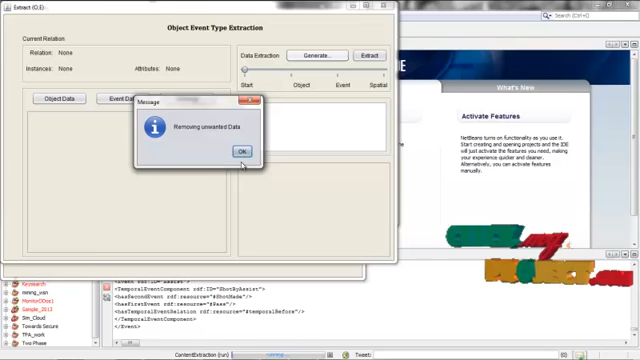 Extract (O,E)
Search (Ctrl+I)
Object Event Type Extraction
Current Relation
Relation: None
Instances: None
Attributes: None
Data Extraction:
Generate...
Extract
Start
Object
Event
Spatial
Object Data
Message
Removing unwanted Data
OK
What's New
Activate Features
NetBeans turns on functionality as you use it.
Start creating and opening projects and the
IDE will just activate the features you need, making
your experience quicker and cleaner.
Alternatively, you can activate features
manually.
Keysearch
mining_wan
MonitorCDos1
Sample_2013
Sim_Cloud
Towards Secure
TPA_work
two people
<TemporalEventComponent rdf:ID="ShotByAssist">
<hasSecondEvent rdf:resource="#ShotMade"/>
<hasFirstEvent rdf:resource="#Pass"/>
<hasTemporalEventRelation rdf:resource="#temporalBefore"/>
</TemporalEventComponent>
</Event>
ContentExtraction (run)
running...
Tweet: